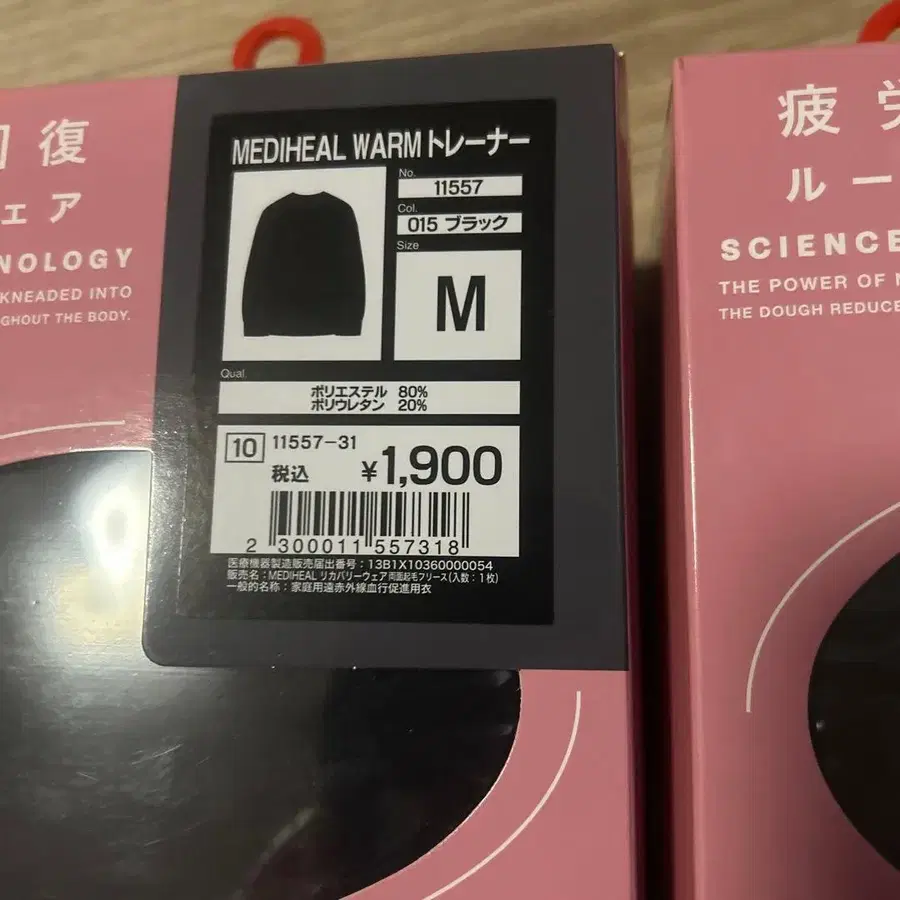 復
ェア
NOLOGY
KNEADED INTO
GHOUT THE BODY.
MEDIHEAL WARM トレーナー
No.
11557
Col.
015 ブラック
Size
M
Qual.
ポリエステル 80%
ポリウレタン 20%
10 11557-31
税込 ¥1,900
2 300011 557318
医療機器製造販売届出番号：13B1X10360000054
販売名：MEDIHEAL リカバリーウェア両面起毛フリース(入数：1枚)
一般的名称：家庭用遠赤外線血行促進用衣
疲労
ルー
SCIENCE
THE POWER OF
THE DOUGH REDUCE